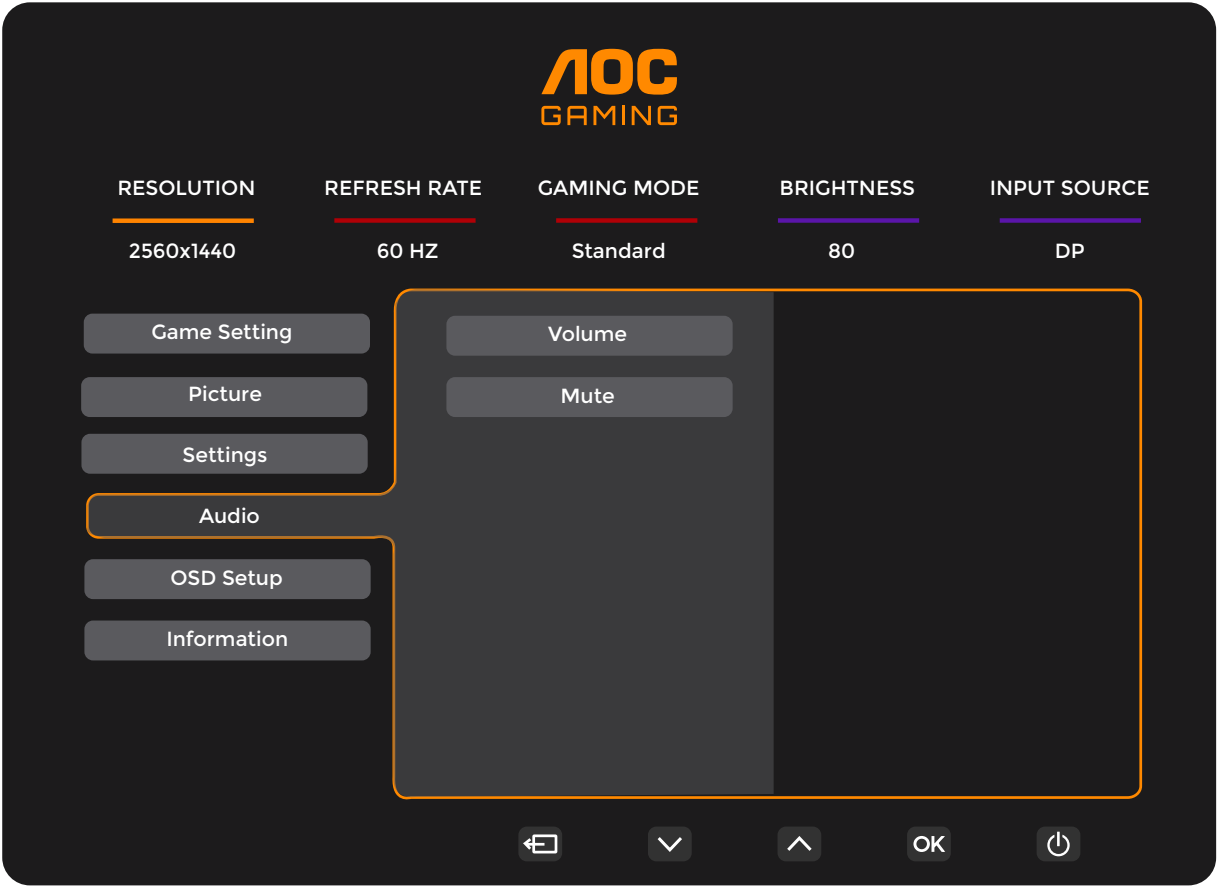 AOC
GAMING
RESOLUTION REFRESH RATE GAMING MODE BRIGHTNESS INPUT SOURCE
2560x1440 60 HZ Standard 80 DP
Game Setting
Picture
Settings
Audio
OSD Setup
Information
Volume
Mute
OK